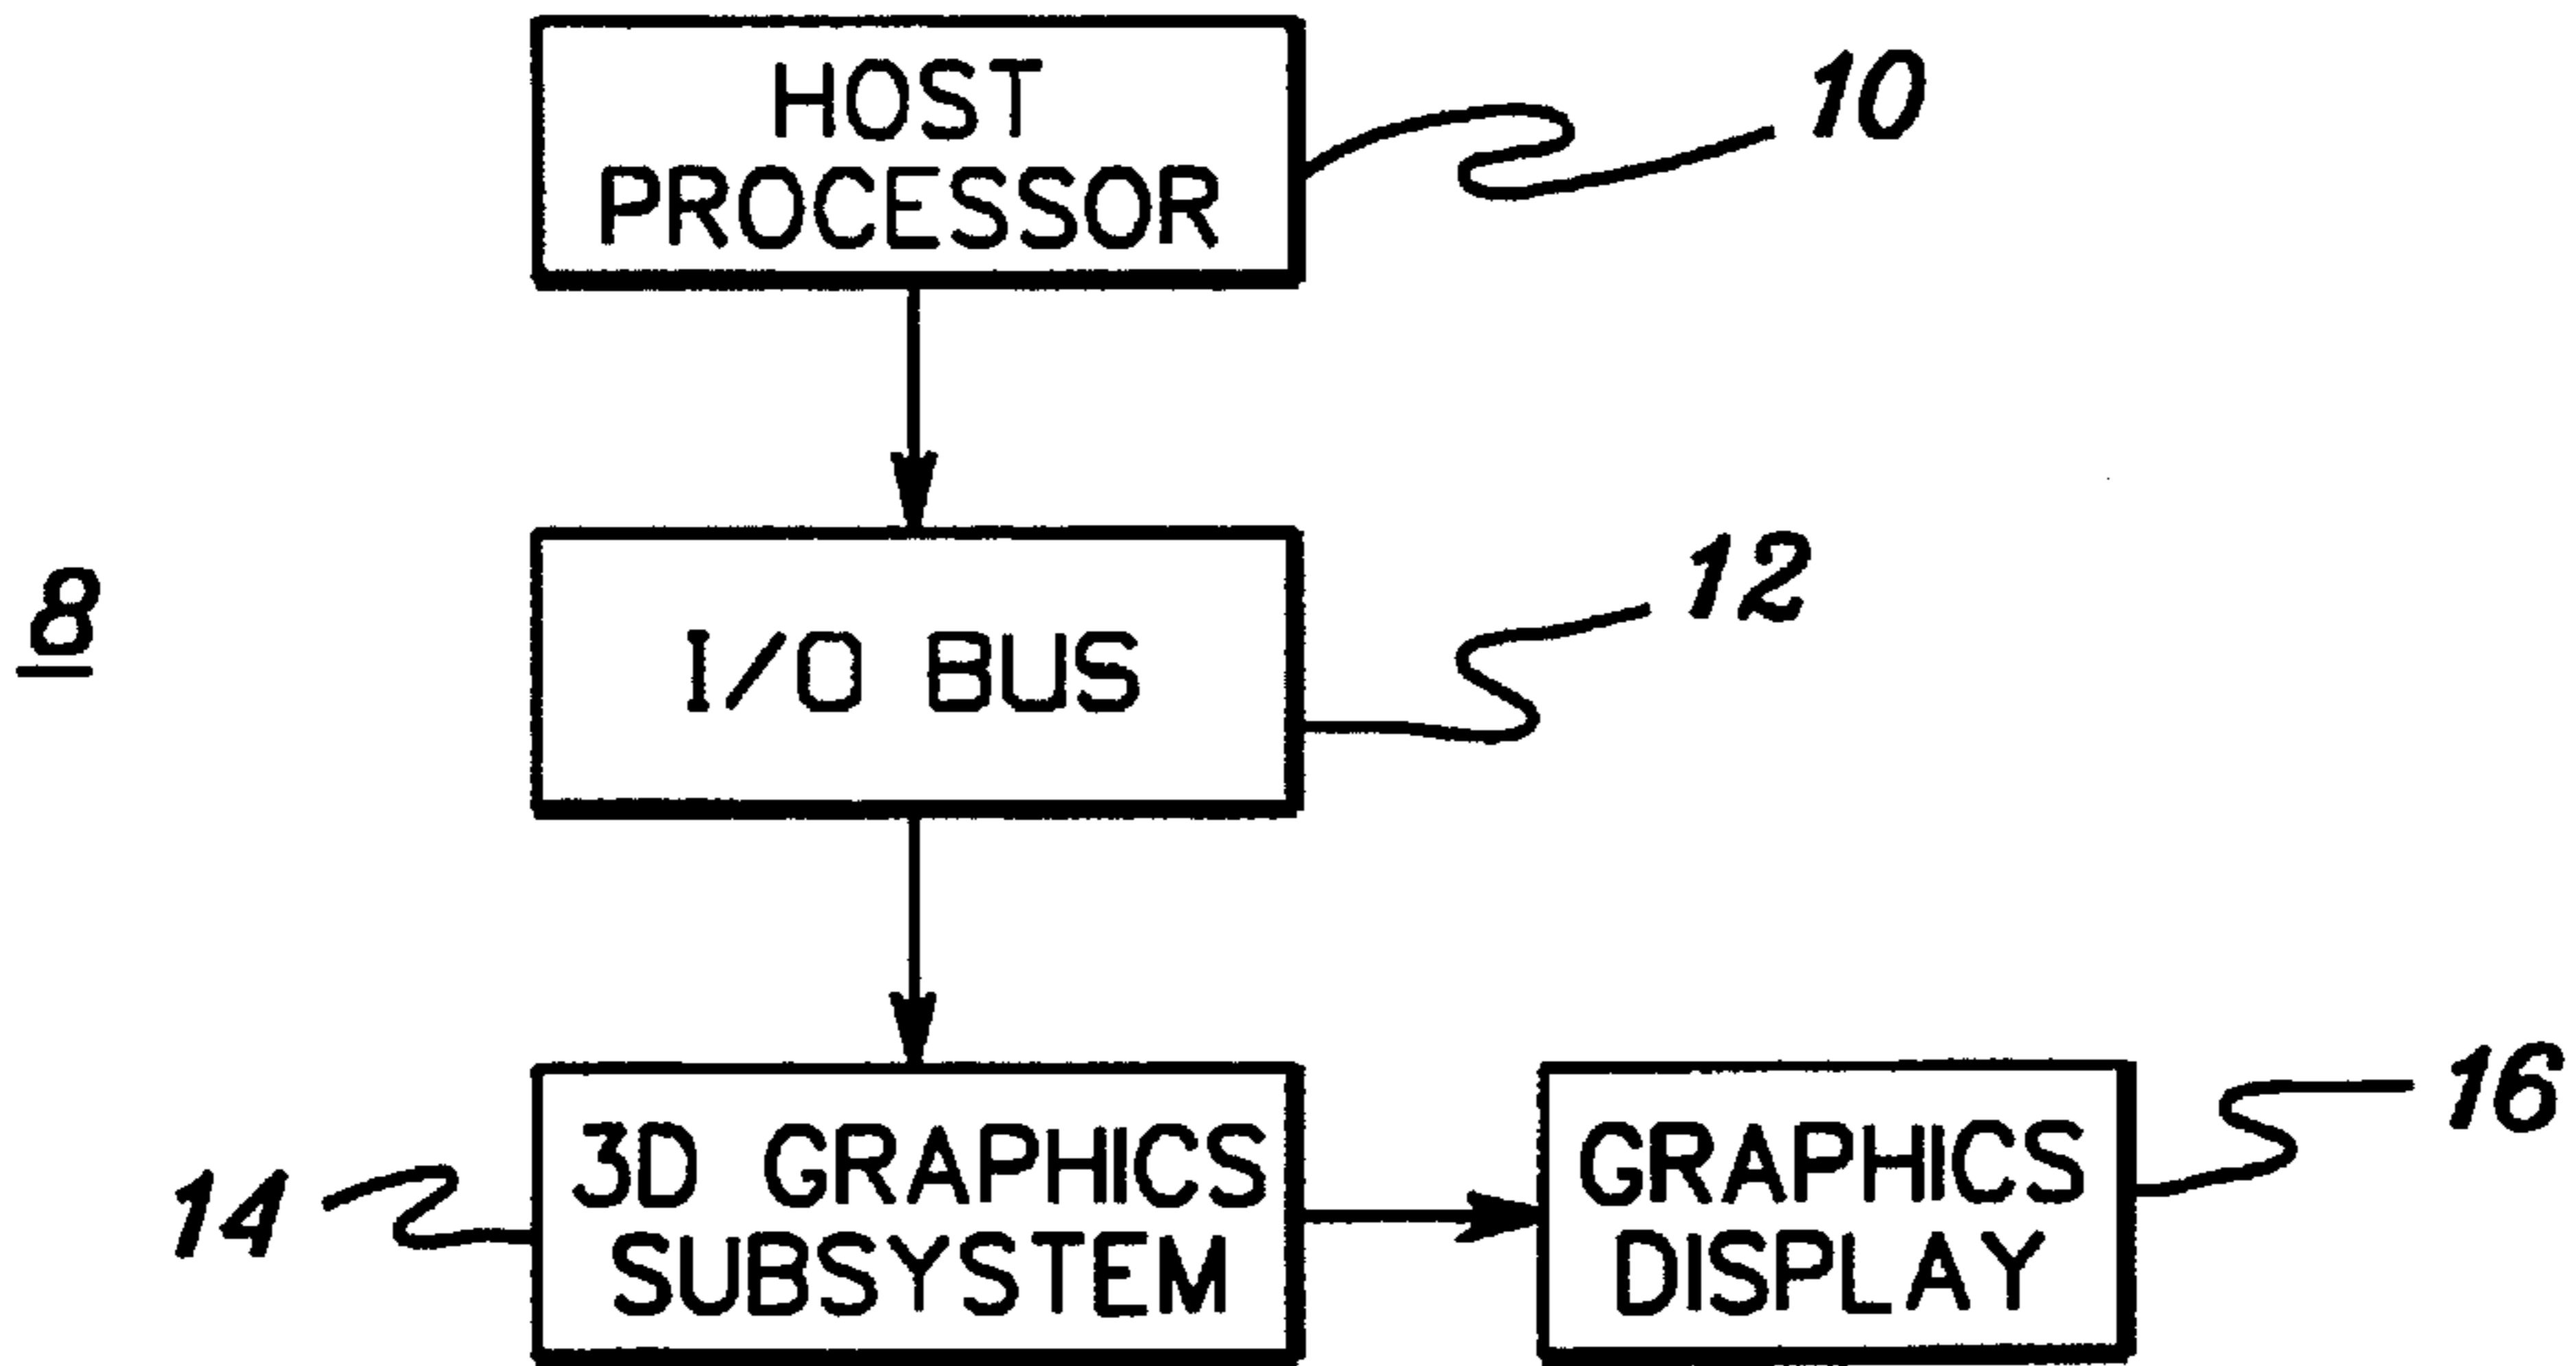 HOST
PROCESSOR
10
I/O BUS
12
8
3D GRAPHICS
SUBSYSTEM
14
GRAPHICS
DISPLAY
16